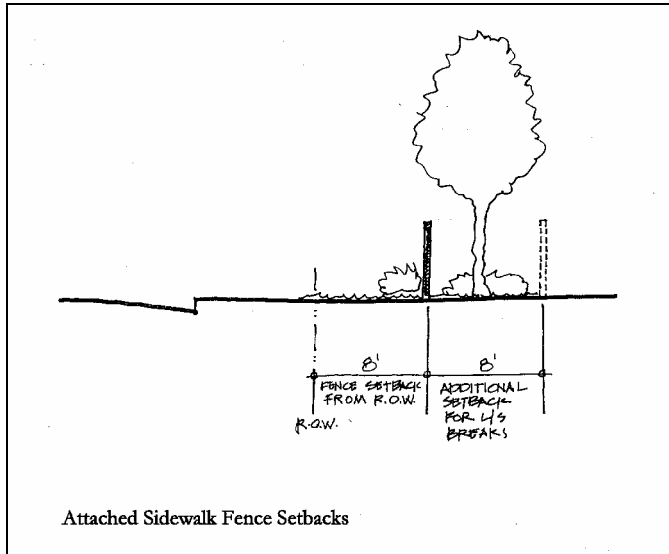 8' 8'
FENCE SETBACK
FROM R.O.W.
ADDITIONAL
SETBACK
FOR L/S
BREAKS
R.O.W.
Attached Sidewalk Fence Setbacks